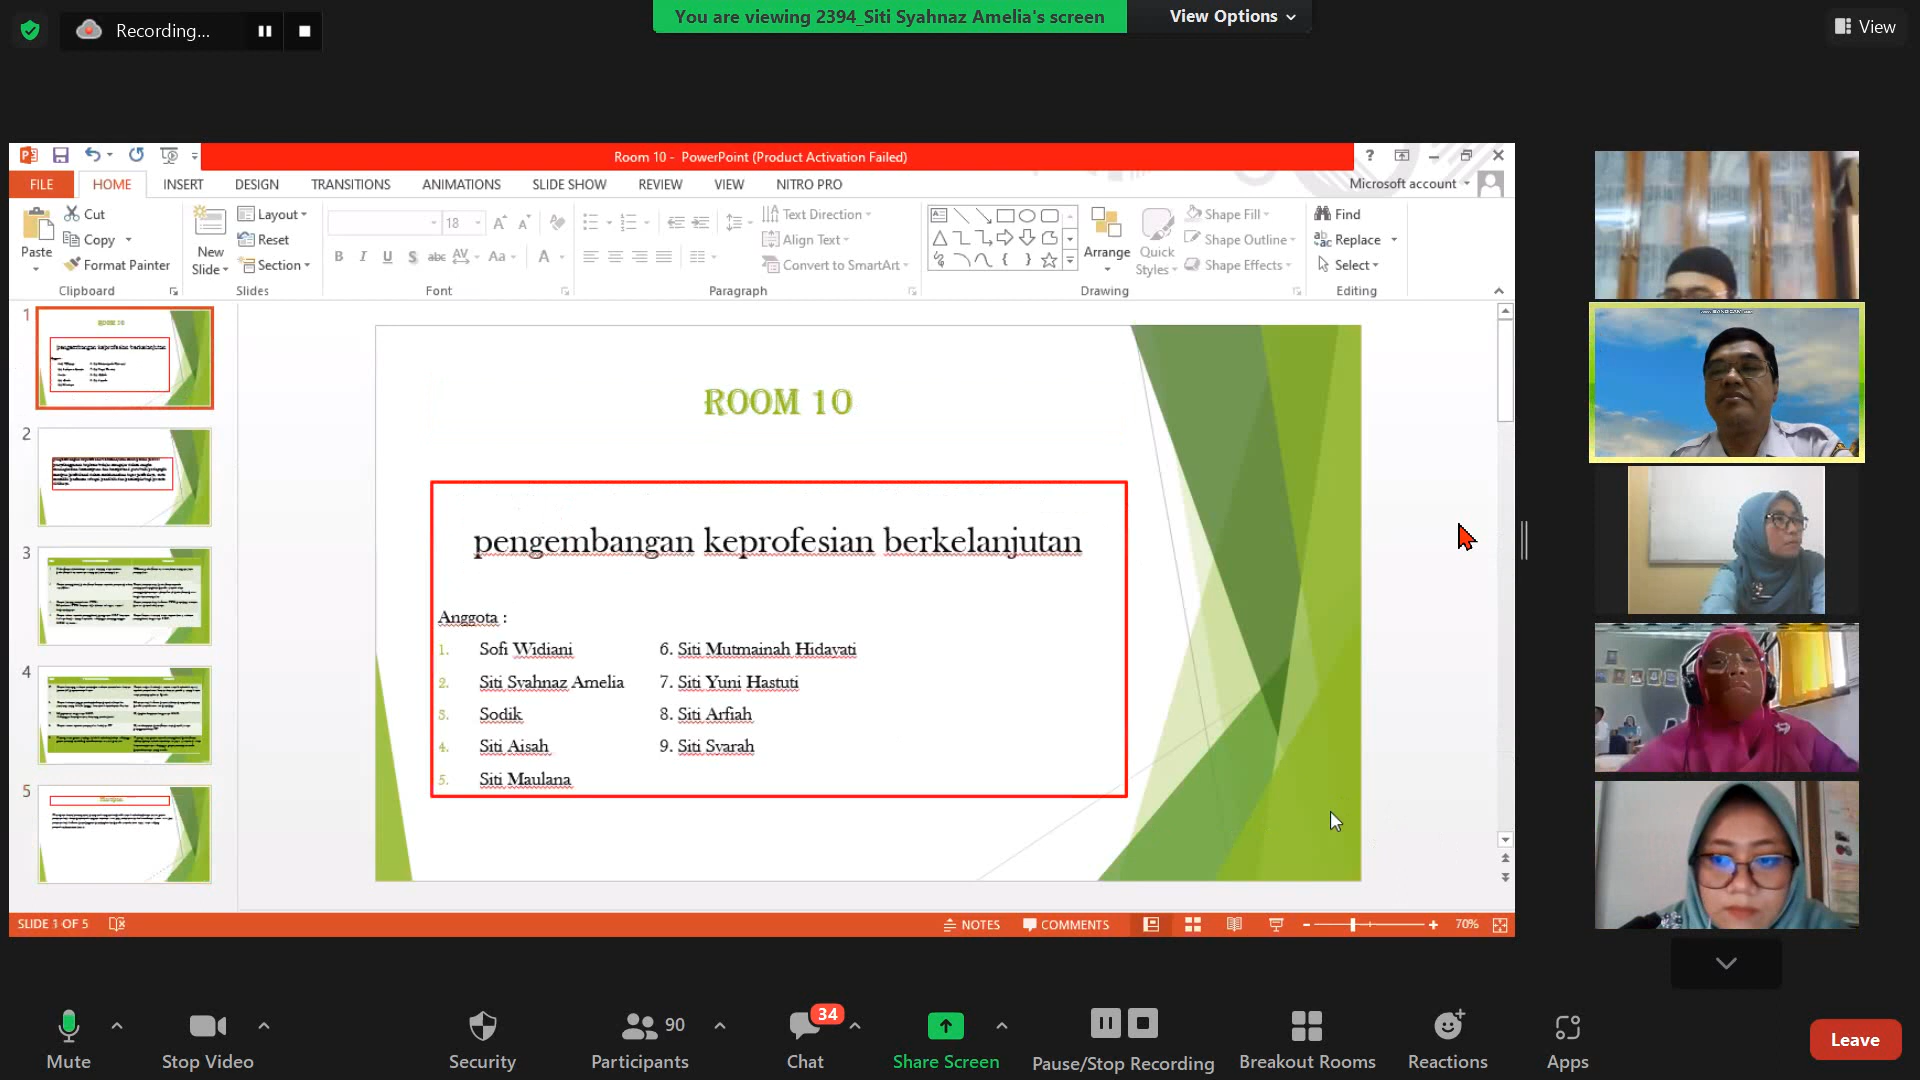 Recording...
You are viewing 2394_Siti Syahnaz Amelia's screen
View Options
View
Room 10 - PowerPoint (Product Activation Failed)
FILE HOME INSERT DESIGN TRANSITIONS ANIMATIONS SLIDE SHOW REVIEW VIEW NITRO PRO
Microsoft account
Paste
Cut
Copy
Format Painter
Clipboard
New Slide
Layout
Reset
Section
Slides
18
Font
Text Direction
Align Text
Convert to SmartArt
Paragraph
Arrange
Quick Styles
Shape Fill
Shape Outline
Shape Effects
Drawing
Find
Replace
Select
Editing
1
2
3
4
5
ROOM 10
pengembangan keprofesian berkelanjutan
Anggota :
1. Sofi Widiani
2. Siti Syahnaz Amelia
3. Sodik
4. Siti Aisah
5. Siti Maulana
6. Siti Mutmainah Hidayati
7. Siti Yuni Hastuti
8. Siti Arfiah
9. Siti Syarah
SLIDE 1 OF 5
NOTES
COMMENTS
70%
Mute
Stop Video
Security
Participants
90
Chat
34
Share Screen
Pause/Stop Recording
Breakout Rooms
Reactions
Apps
Leave